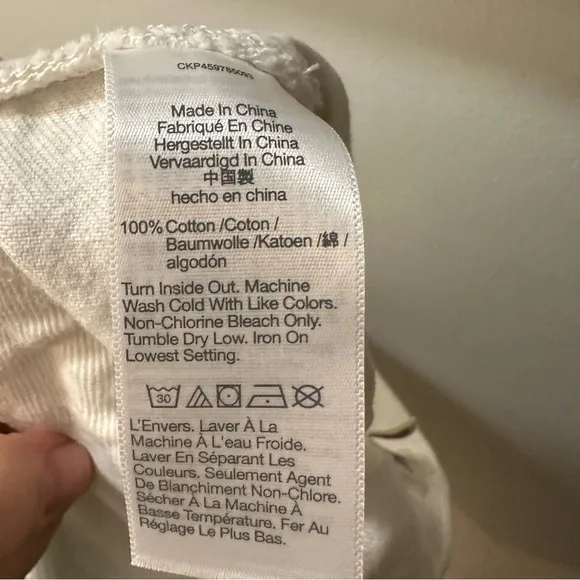 CKP459785093
Made In China
Fabriqué En Chine
Hergestellt In China
Vervaardigd In China
中国製
hecho en china
100% Cotton /Coton /
Baumwolle /Katoen /綿 /
algodón
Turn Inside Out. Machine
Wash Cold With Like Colors.
Non-Chlorine Bleach Only.
Tumble Dry Low. Iron On
Lowest Setting.
30
L'Envers. Laver À La
Machine À L'eau Froide.
Laver En Séparant Les
Couleurs. Seulement Agent
De Blanchiment Non-Chlore.
Sécher À La Machine À
Basse Température. Fer Au
Réglage Le Plus Bas.